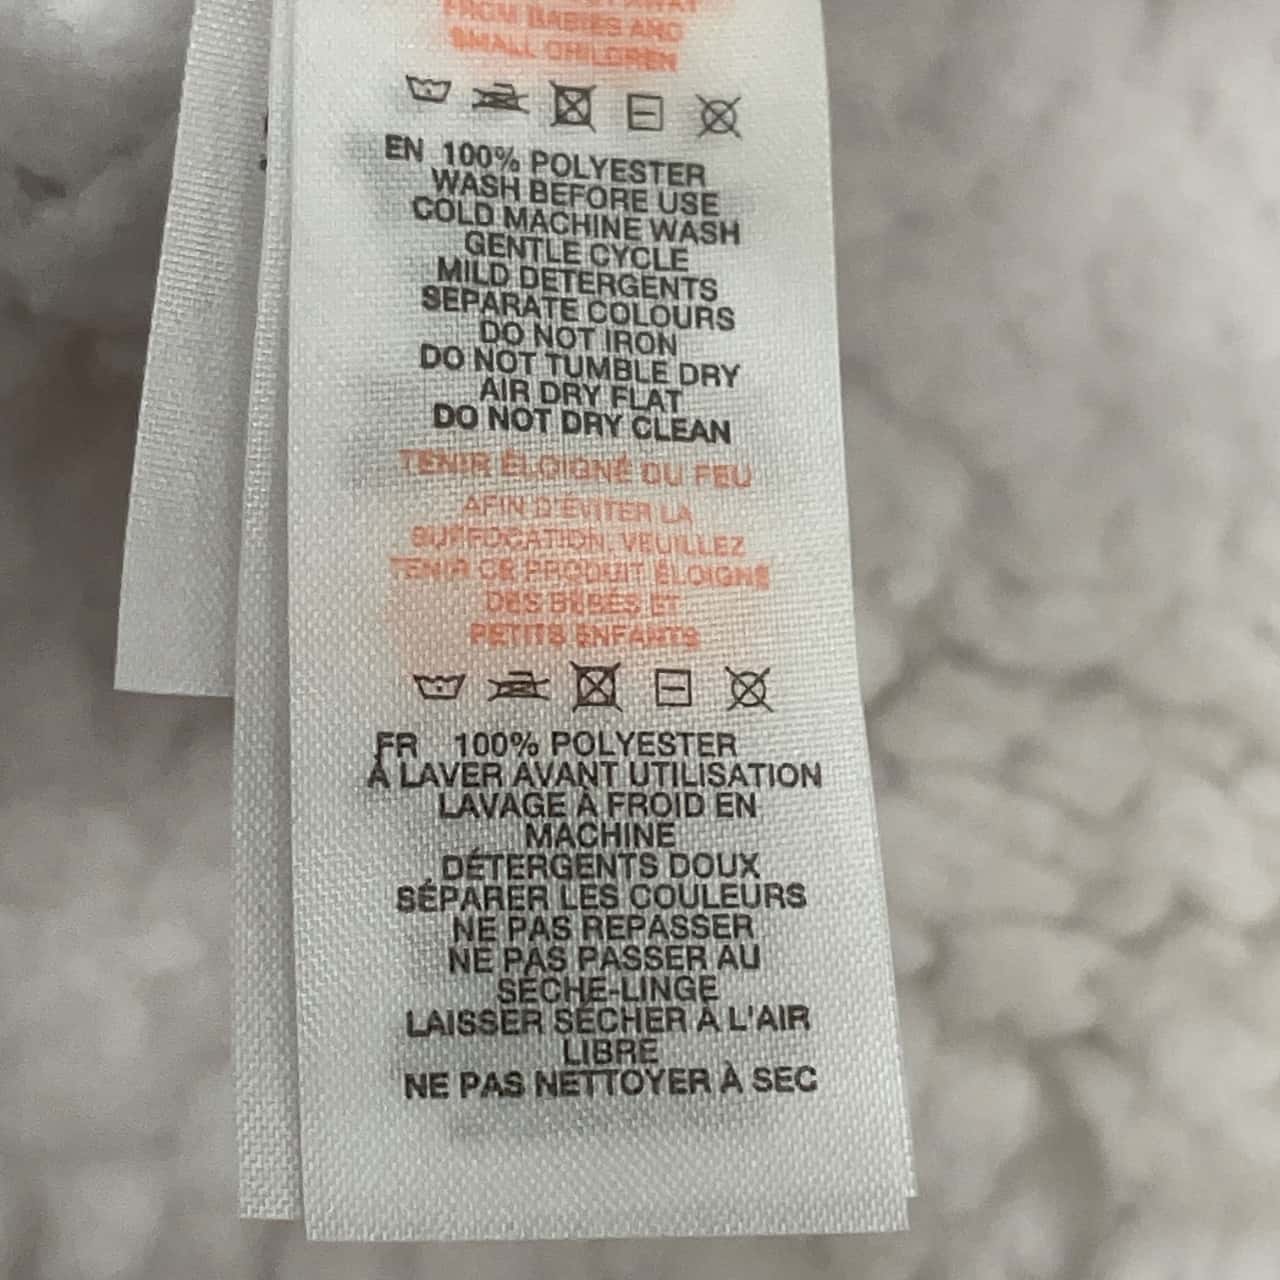 FROM BABIES AND
SMALL CHILDREN
EN 100% POLYESTER
WASH BEFORE USE
COLD MACHINE WASH
GENTLE CYCLE
MILD DETERGENTS
SEPARATE COLOURS
DO NOT IRON
DO NOT TUMBLE DRY
AIR DRY FLAT
DO NOT DRY CLEAN
TENIR ÉLOIGNÉ DU FEU
AFIN D'ÉVITER LA
SUFFOCATION, VEUILLEZ
TENIR CE PRODUIT ÉLOIGNÉ
DES BÉBÉS ET
PETITS ENFANTS
FR 100% POLYESTER
À LAVER AVANT UTILISATION
LAVAGE À FROID EN
MACHINE
DÉTERGENTS DOUX
SÉPARER LES COULEURS
NE PAS REPASSER
NE PAS PASSER AU
SÈCHE-LINGE
LAISSER SÉCHER À L'AIR
LIBRE
NE PAS NETTOYER À SEC